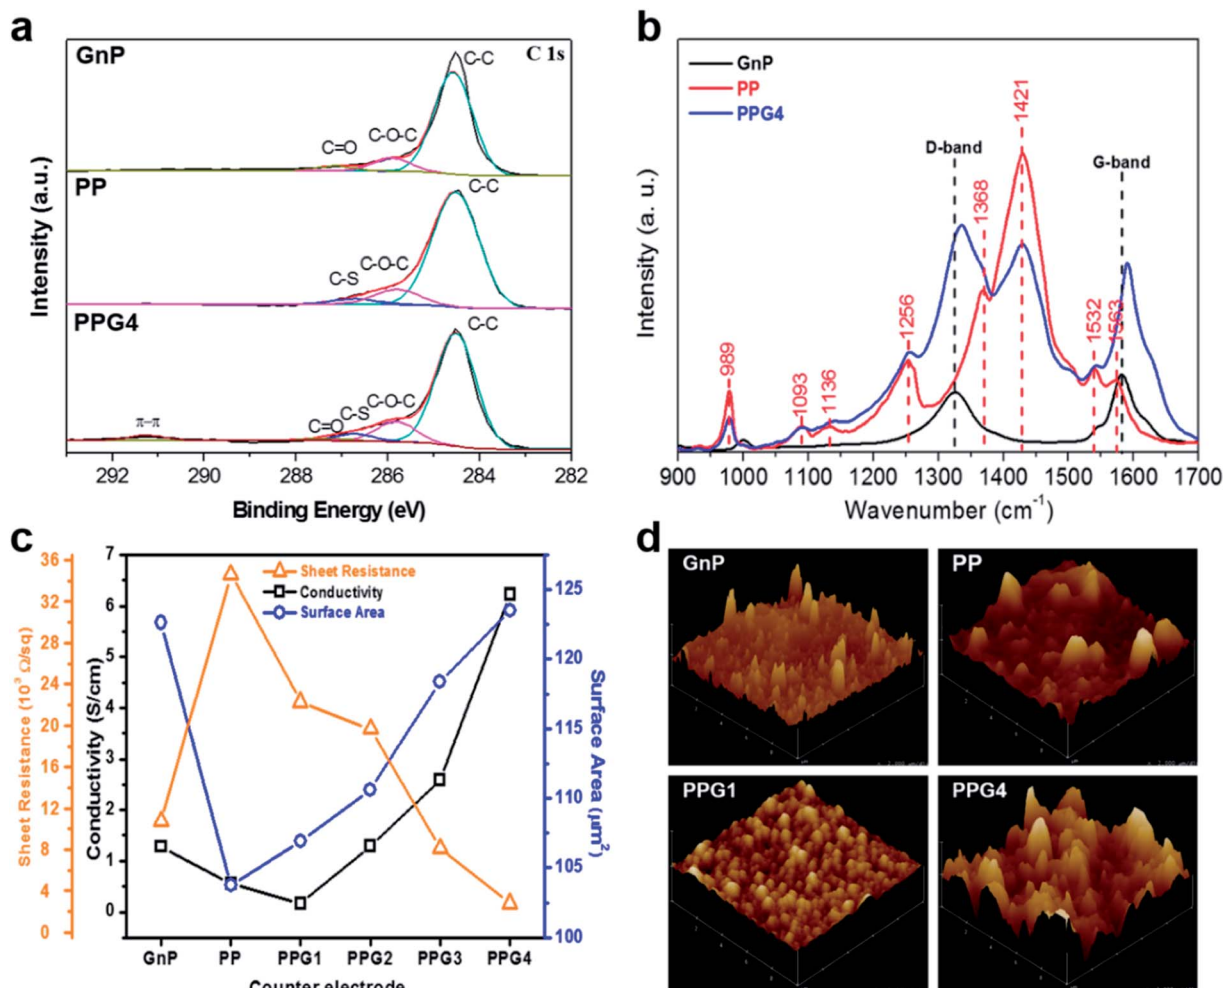 a
GnP
C 1s
C-C
C-O-C
C=O
PP
C-C
C-O-C
C-S
PPG4
C-C
C-O-C
C-S
C=O
π–π
Intensity (a.u.)
292 290 288 286 284 282
Binding Energy (eV)
b
GnP
PP
PPG4
D-band
G-band
989
1093
1136
1256
1368
1421
1532
1563
Intensity (a. u.)
900 1000 1100 1200 1300 1400 1500 1600 1700
Wavenumber (cm-1)
c
Sheet Resistance
Conductivity
Surface Area
Sheet Resistance (10³ Ω/sq)
36
32
28
24
20
16
12
8
4
0
Conductivity (S/cm)
7
6
5
4
3
2
1
0
Surface Area (µm²)
125
120
115
110
105
100
GnP PP PPG1 PPG2 PPG3 PPG4
Counter electrode
d
GnP
PP
PPG1
PPG4